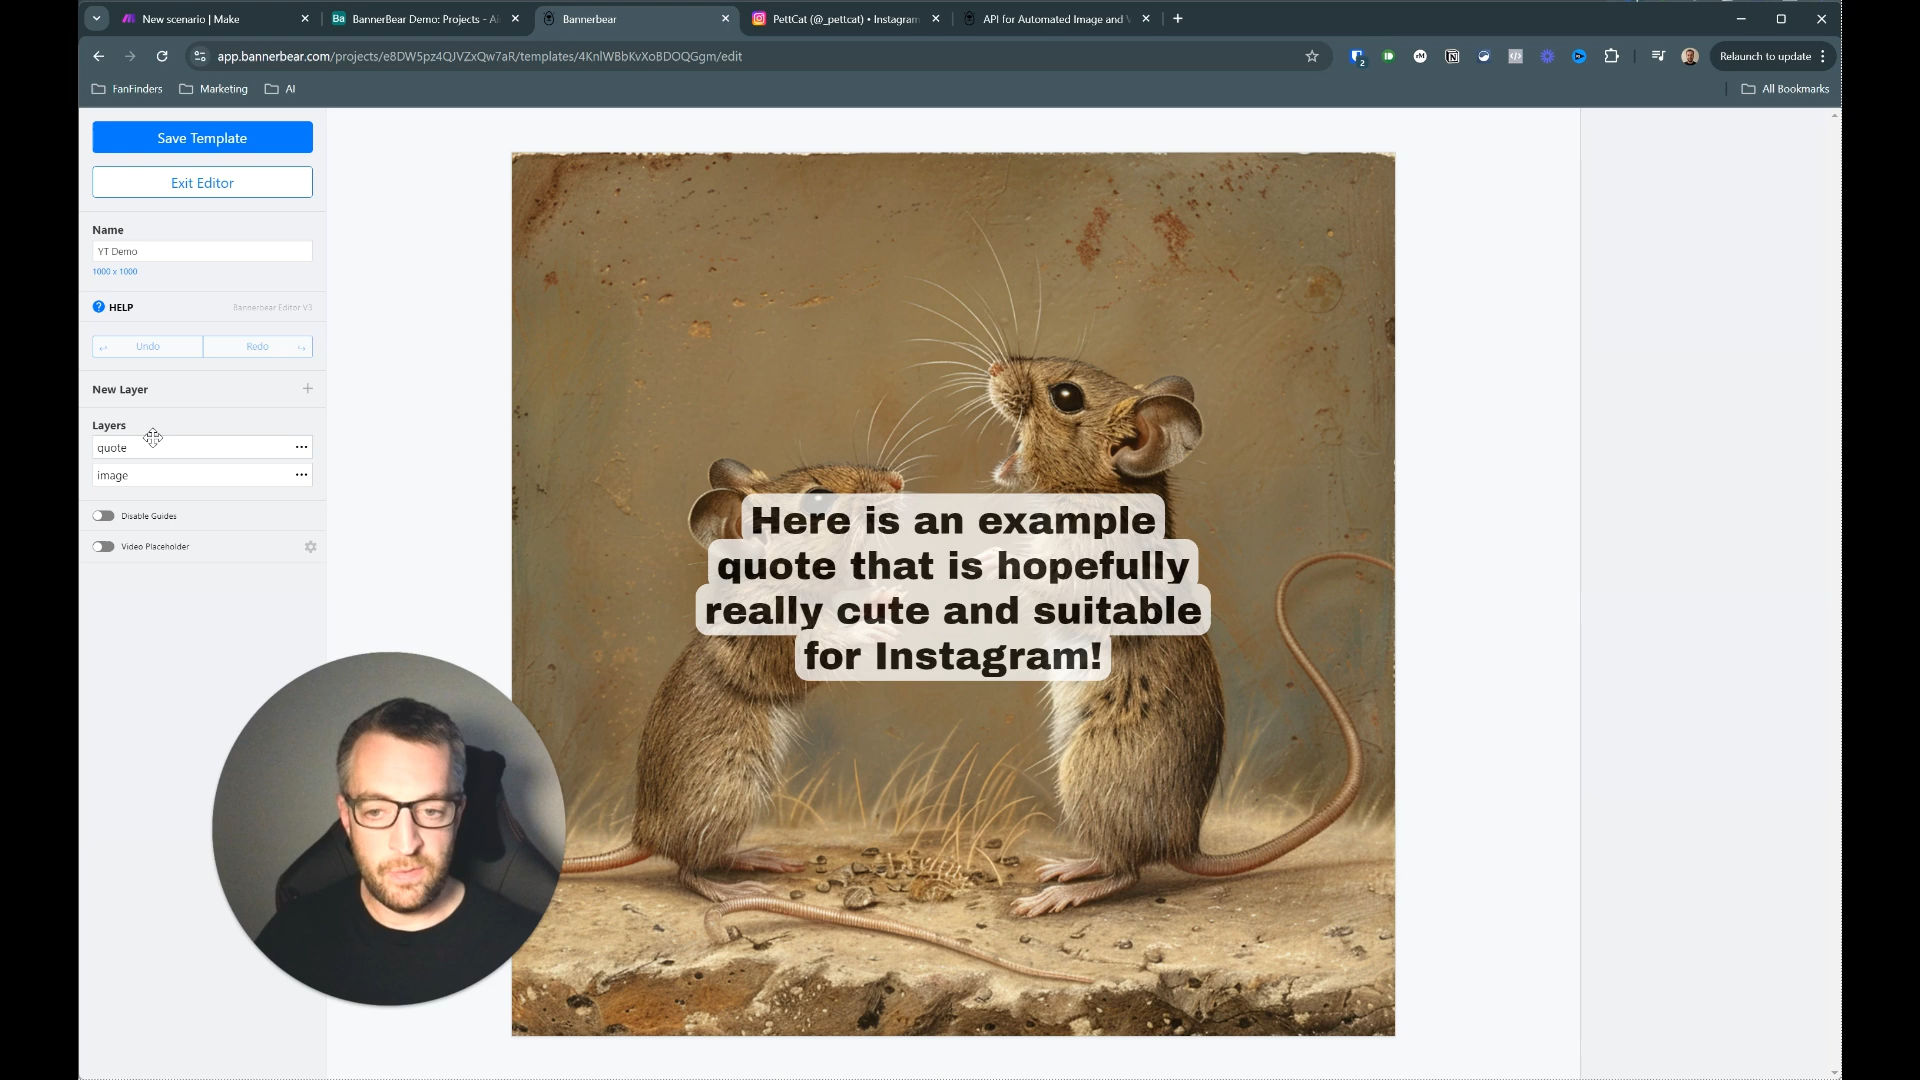 New scenario | Make
BannerBear Demo: Projects - Ai
Bannerbear
PettCat (@_pettcat) • Instagram
API for Automated Image and V
app.bannerbear.com/projects/e8DW5pz4QJVZxQw7aR/templates/4KnlWBbKvXoBDOQGgm/edit
2
Relaunch to update
FanFinders
Marketing
AI
All Bookmarks
Save Template
Exit Editor
Name
YT Demo
1000 x 1000
? HELP
Bannerbear Editor V3
Undo
Redo
New Layer
Layers
quote
image
Disable Guides
Video Placeholder
Here is an example
quote that is hopefully
really cute and suitable
for Instagram!